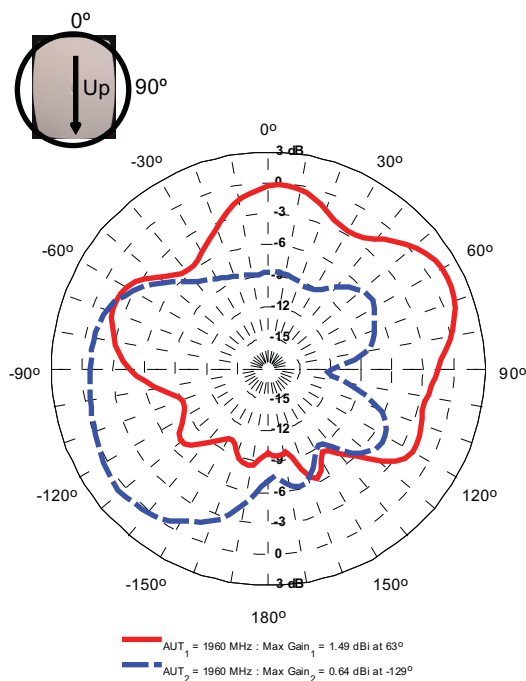 0º
Up
90º
0º
-30º
30º
-60º
60º
-90º
90º
-120º
120º
-150º
150º
180º
3 dB
0
-3
-6
-9
-12
-15
-15
-12
-9
-6
-3
0
3 dB
AUT1 = 1960 MHz : Max Gain1 = 1.49 dBi at 63º
AUT2 = 1960 MHz : Max Gain2 = 0.64 dBi at -129º